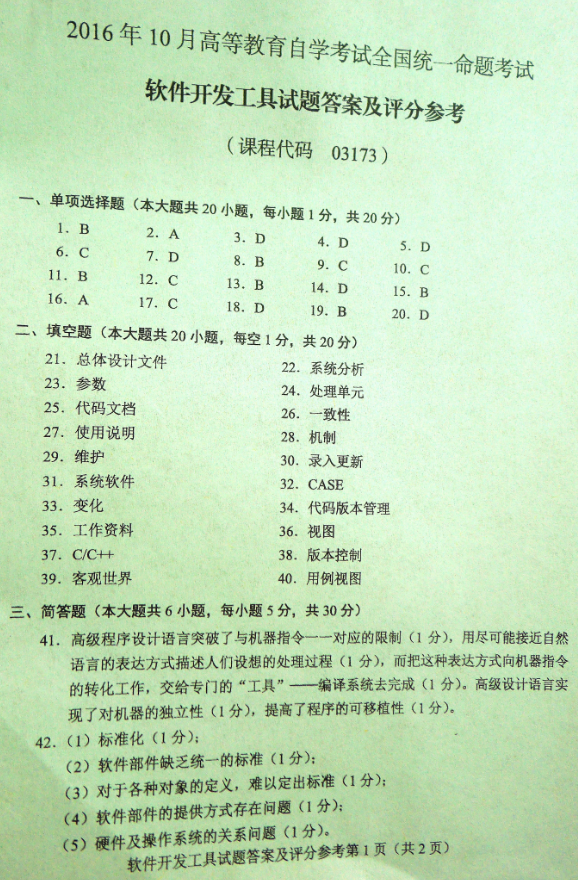 2016 年 10 月高等教育自学考试全国统一命题考试
软件开发工具试题答案及评分参考
（课程代码 03173）
一、单项选择题（本大题共 20 小题，每小题 1 分，共 20 分）
1. B 2. A 3. D 4. D 5. D
6. C 7. D 8. B 9. C 10. C
11. B 12. C 13. B 14. D 15. B
16. A 17. C 18. D 19. B 20. D
二、填空题（本大题共 20 小题，每空 1 分，共 20 分）
21. 总体设计文件 22. 系统分析
23. 参数 24. 处理单元
25. 代码文档 26. 一致性
27. 使用说明 28. 机制
29. 维护 30. 录入更新
31. 系统软件 32. CASE
33. 变化 34. 代码版本管理
35. 工作资料 36. 视图
37. C/C++ 38. 版本控制
39. 客观世界 40. 用例视图
三、简答题（本大题共 6 小题，每小题 5 分，共 30 分）
41. 高级程序设计语言突破了与机器指令一一对应的限制（1 分），用尽可能接近自然
语言的表达方式描述人们设想的处理过程（1 分），而把这种表达方式向机器指令
的转化工作，交给专门的“工具”——编译系统去完成（1 分）。高级设计语言实
现了对机器的独立性（1 分），提高了程序的可移植性（1 分）。
42.（1）标准化（1 分）；
（2）软件部件缺乏统一的标准（1 分）；
（3）对于各种对象的定义，难以定出标准（1 分）；
（4）软件部件的提供方式存在问题（1 分）；
（5）硬件及操作系统的关系问题（1 分）。
软件开发工具试题答案及评分参考第 1 页（共 2 页）